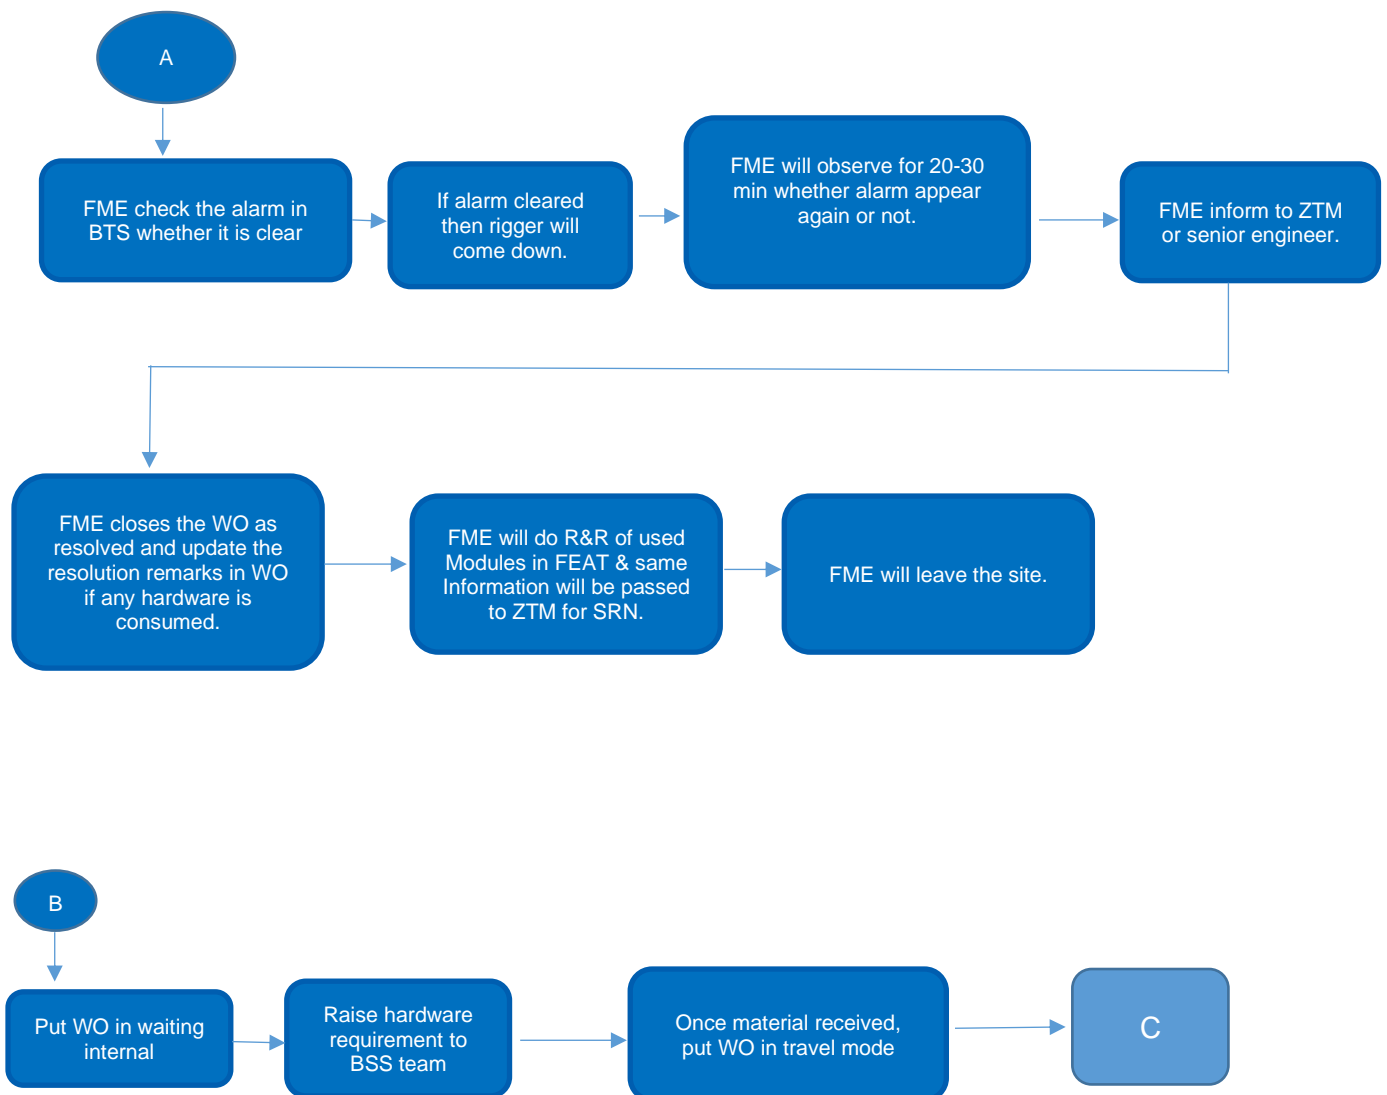 A
FME check the alarm in
BTS whether it is clear
If alarm cleared
then rigger will
come down.
FME will observe for 20-30
min whether alarm appear
again or not.
FME inform to ZTM
or senior engineer.
FME closes the WO as
resolved and update the
resolution remarks in WO
if any hardware is
consumed.
FME will do R&R of used
Modules in FEAT & same
Information will be passed
to ZTM for SRN.
FME will leave the site.
B
Put WO in waiting
internal
Raise hardware
requirement to
BSS team
Once material received,
put WO in travel mode
C